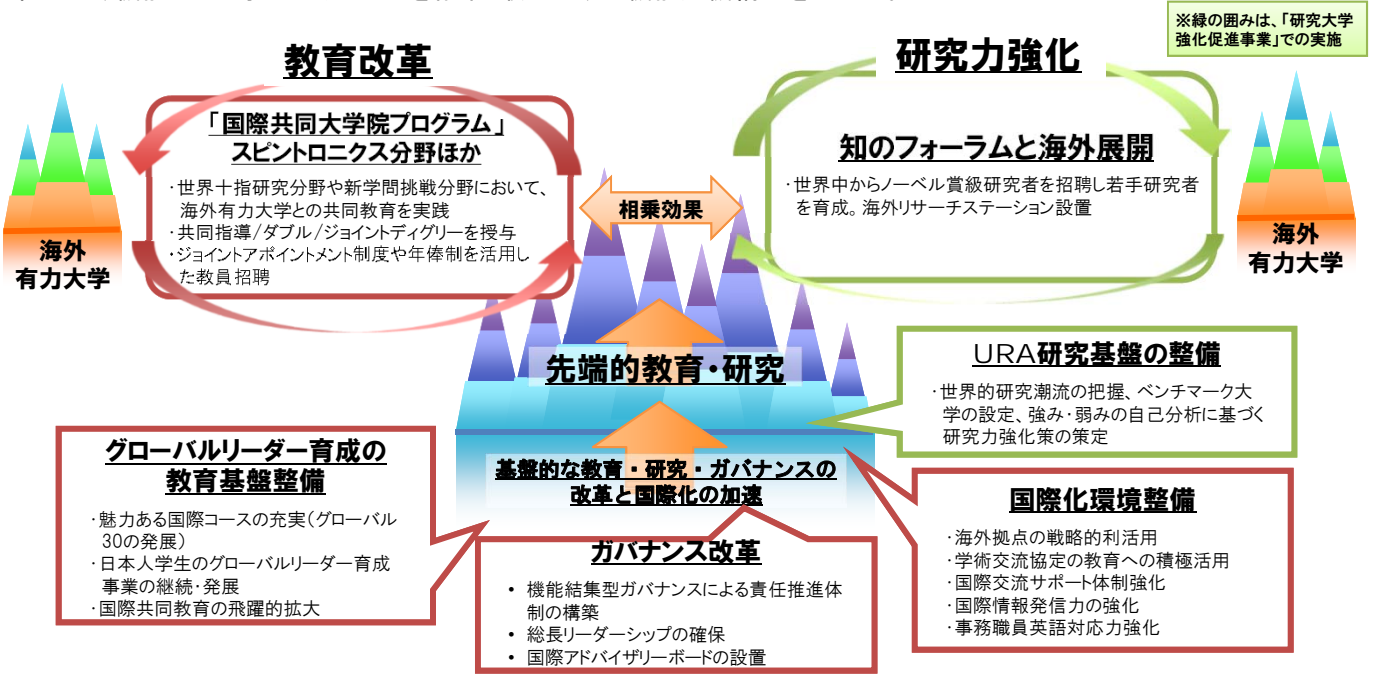 ※緑の囲みは、「研究大学
強化促進事業」での実施
教育改革
研究力強化
「国際共同大学院プログラム」
スピントロニクス分野ほか
・世界十指研究分野や新学問挑戦分野において、
海外有力大学との共同教育を実践
・共同指導/ダブル/ジョイントディグリーを授与
・ジョイントアポイントメント制度や年俸制を活用し
た教員招聘
知のフォーラムと海外展開
・世界中からノーベル賞級研究者を招聘し若手研究者
を育成。海外リサーチステーション設置
相乗効果
海外
有力大学
海外
有力大学
先端的教育・研究
URA研究基盤の整備
・世界的研究潮流の把握、ベンチマーク大
学の設定、強み・弱みの自己分析に基づく
研究力強化策の策定
基盤的な教育・研究・ガバナンスの
改革と国際化の加速
グローバルリーダー育成の
教育基盤整備
・魅力ある国際コースの充実(グローバル
30の発展)
・日本人学生のグローバルリーダー育成
事業の継続・発展
・国際共同教育の飛躍的拡大
ガバナンス改革
• 機能結集型ガバナンスによる責任推進体
制の構築
• 総長リーダーシップの確保
• 国際アドバイザリーボードの設置
国際化環境整備
・海外拠点の戦略的利活用
・学術交流協定の教育への積極活用
・国際交流サポート体制強化
・国際情報発信力の強化
・事務職員英語対応力強化